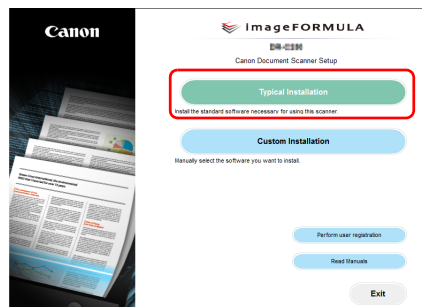 Canon
imageFORMULA
Canon Document Scanner Setup
Typical Installation
Install the standard software necessary for using this scanner.
Custom Installation
Manually select the software you want to install.
Perform user registration
Read Manuals
Exit